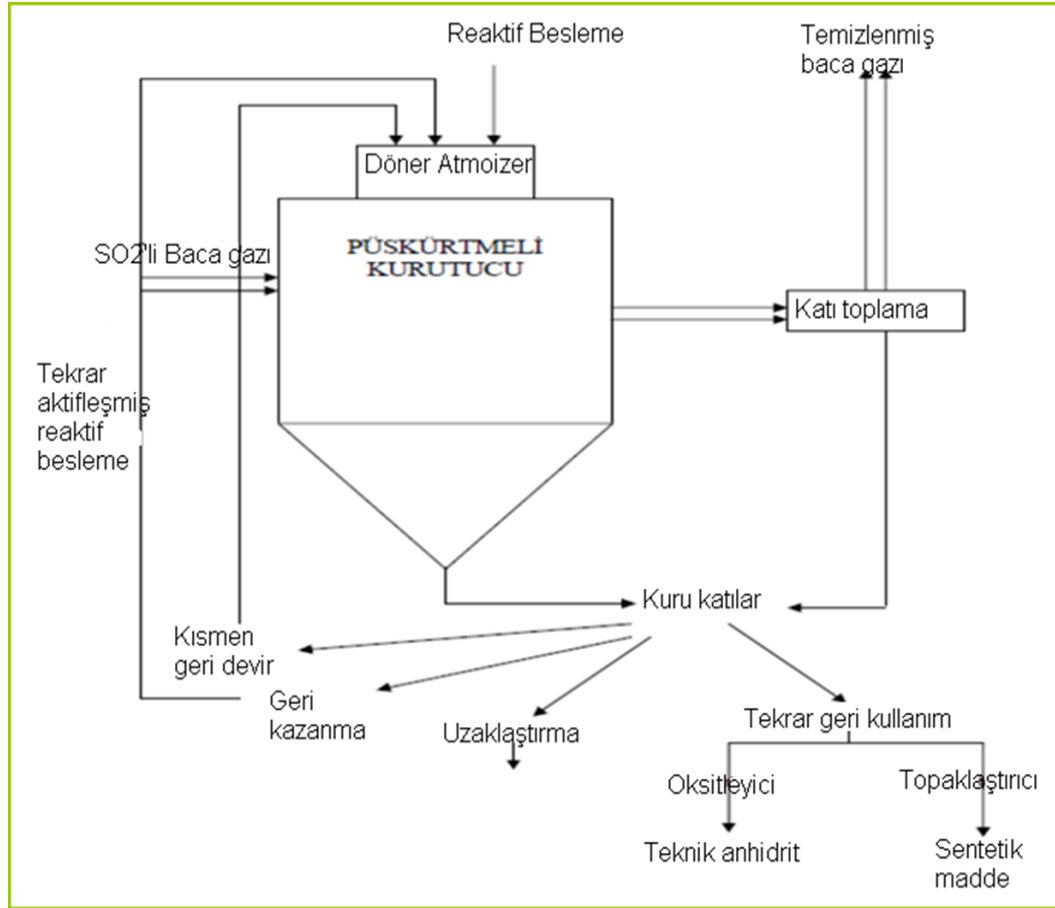 Reaktif Besleme
Temizlenmiş
baca gazı
Döner Atmoizer
PÜSKÜRTMELİ
KURUTUCU
SO2'li Baca gazı
Katı toplama
Tekrar
aktifleşmiş
reaktif
besleme
Kuru katılar
Kısmen
geri devir
Geri
kazanma
Uzaklaştırma
Tekrar geri kullanım
Oksitleyici
Topaklaştırıcı
Teknik anhidrit
Sentetik
madde